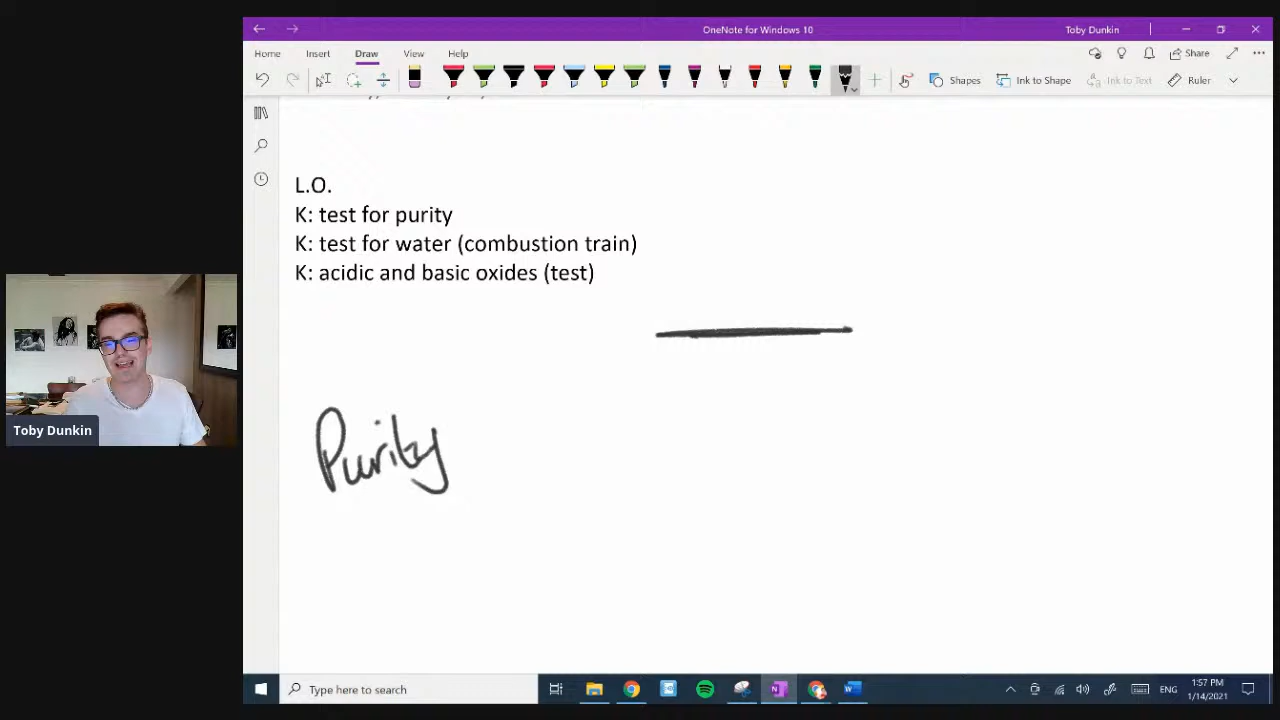 OneNote for Windows 10
Toby Dunkin
Home Insert Draw View Help
Share
Shapes Ink to Shape Ink to Text Ruler
L.O.
K: test for purity
K: test for water (combustion train)
K: acidic and basic oxides (test)
Purity
Toby Dunkin
Type here to search
ENG
1:57 PM
1/14/2021